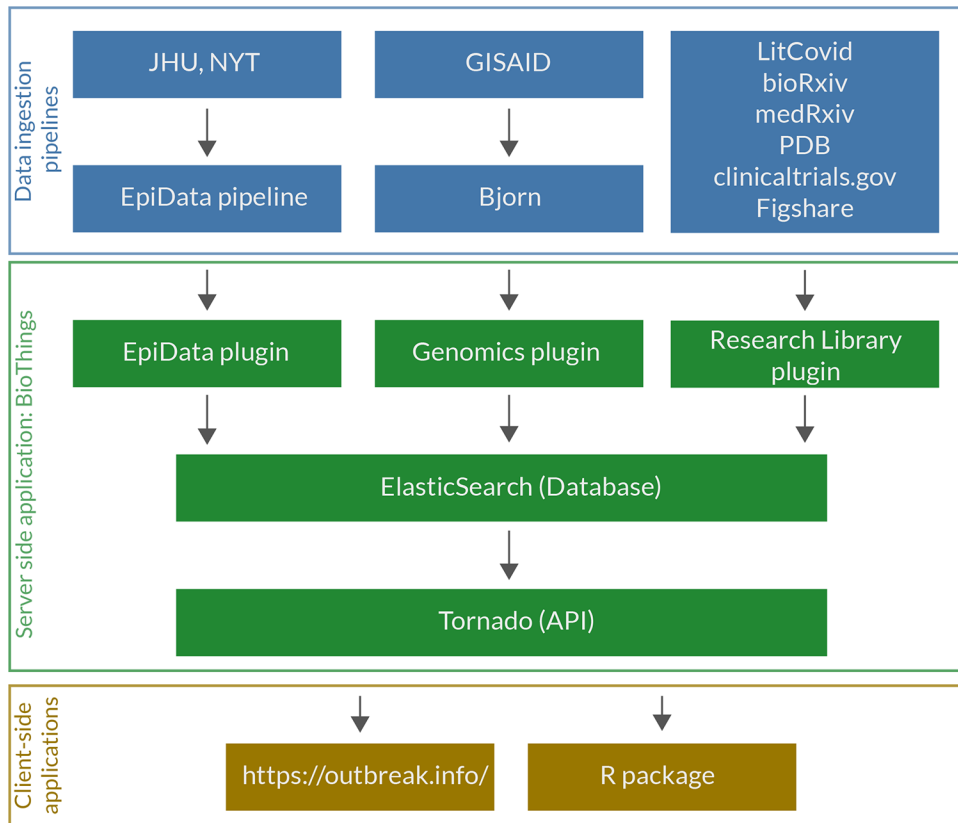 Data ingestion
pipelines
JHU, NYT
GISAID
LitCovid
bioRxiv
medRxiv
PDB
clinicaltrials.gov
Figshare
EpiData pipeline
Bjorn
Server side application: BioThings
EpiData plugin
Genomics plugin
Research Library
plugin
ElasticSearch (Database)
Tornado (API)
Client-side
applications
https://outbreak.info/
R package